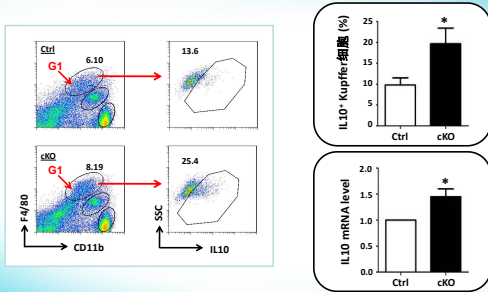 Ctrl
G1
6.10
13.6
cKO
G1
8.19
25.4
F4/80
CD11b
SSC
IL10
IL10+ Kupffer细胞 (%)
25
20
15
10
5
0
*
Ctrl
cKO
IL10 mRNA level
2.0
1.5
1.0
0.5
0.0
*
Ctrl
cKO